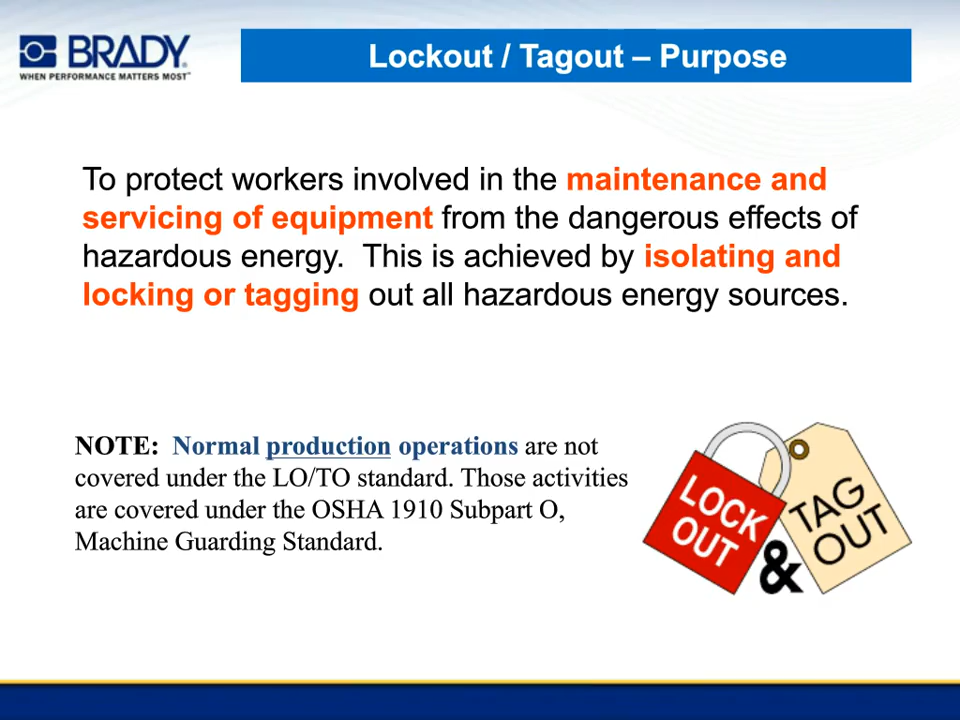 BRADY
WHEN PERFORMANCE MATTERS MOST™
Lockout / Tagout – Purpose
To protect workers involved in the maintenance and
servicing of equipment from the dangerous effects of
hazardous energy.  This is achieved by isolating and
locking or tagging out all hazardous energy sources.
NOTE:  Normal production operations are not
covered under the LO/TO standard. Those activities
are covered under the OSHA 1910 Subpart O,
Machine Guarding Standard.
LOCK
OUT
&
TAG
OUT